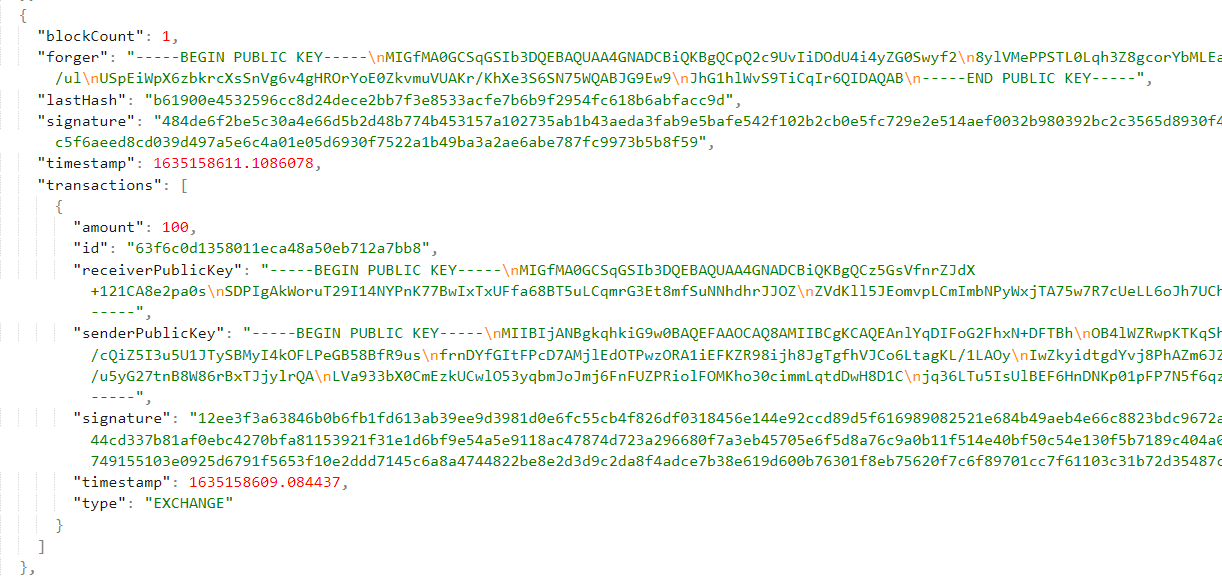 {
"blockCount": 1,
"forger": "-----BEGIN PUBLIC KEY-----\nMIGfMA0GCSqGSIb3DQEBAQUAA4GNADCBiQKBgQCpQ2c9UvIiDOdU4i4yZG0Swyf2\n8ylVMePPSTL0Lqh3Z8gcorYbMLEa
/ul\nUSpEiWpX6zbkrcXsSnVg6v4gHROrYoE0ZkvmuVUAKr/KhXe3S6SN75WQABJG9Ew9\nJhG1hlWvS9TiCqIr6QIDAQAB\n-----END PUBLIC KEY-----",
"lastHash": "b61900e4532596cc8d24dece2bb7f3e8533acfe7b6b9f2954fc618b6abfacc9d",
"signature": "484de6f2be5c30a4e66d5b2d48b774b453157a102735ab1b43aeda3fab9e5bafe542f102b2cb0e5fc729e2e514aef0032b980392bc2c3565d8930f4
c5f6aeed8cd039d497a5e6c4a01e05d6930f7522a1b49ba3a2ae6abe787fc9973b5b8f59",
"timestamp": 1635158611.1086078,
"transactions": [
{
"amount": 100,
"id": "63f6c0d1358011eca48a50eb712a7bb8",
"receiverPublicKey": "-----BEGIN PUBLIC KEY-----\nMIGfMA0GCSqGSIb3DQEBAQUAA4GNADCBiQKBgQCz5GsVfnrZJdX
+121CA8e2pa0s\nSDPIgAkWoruT29I14NYPnK77BwIxTxUFfa68BT5uLCqmrG3Et8mfSuNNhdhrJJOZ\nZVdKll5JEomvpLCmImbNPyWxjTA75w7R7cUeLL6oJh7UCh
-----",
"senderPublicKey": "-----BEGIN PUBLIC KEY-----\nMIIBIjANBgkqhkiG9w0BAQEFAAOCAQ8AMIIBCgKCAQEAnlYqDIFoG2FhxN+DFTBh\nOB4lWZRwpKTKqSh
/cQiZ5I3u5U1JTySBMyI4kOFLPeGB58BfR9us\nfrnDYfGItFPcD7AMjlEdOTPwzORA1iEFKZR98ijh8JgTgfhVJCo6LtagKL/1LAOy\nIwZkyidtgdYvj8PhAZm6JZ
/u5yG27tnB8W86rBxTJjylrQA\nLVa933bX0CmEzkUCwlO53yqbmJoJmj6FnFUZPRiolFOMKho30cimmLqtdDwH8D1C\njq36LTu5IsUlBEF6HnDNKp01pFP7N5f6qz
-----",
"signature": "12ee3f3a63846b0b6fb1fd613ab39ee9d3981d0e6fc55cb4f826df0318456e144e92ccd89d5f616989082521e684b49aeb4e66c8823bdc9672a
44cd337b81af0ebc4270bfa81153921f31e1d6bf9e54a5e9118ac47874d723a296680f7a3eb45705e6f5d8a76c9a0b11f514e40bf50c54e130f5b7189c404a0
749155103e0925d6791f5653f10e2ddd7145c6a8a4744822be8e2d3d9c2da8f4adce7b38e619d600b76301f8eb75620f7c6f89701cc7f61103c31b72d35487c
"timestamp": 1635158609.084437,
"type": "EXCHANGE"
}
]
},